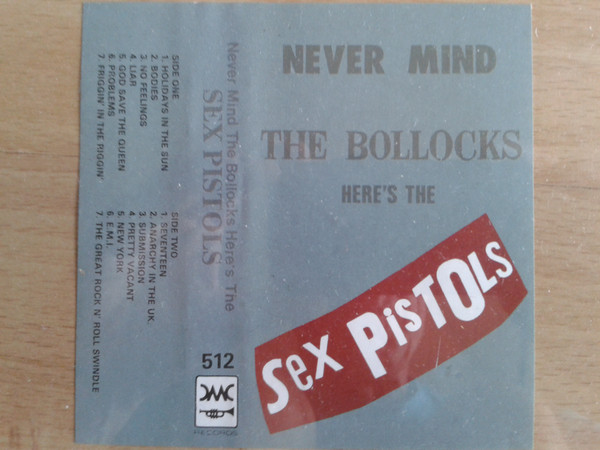 NEVER MIND
THE BOLLOCKS
HERE'S THE
SEX PISTOLS
Never Mind The Bollocks Here's The
SEX PISTOLS
512
SIDE ONE
1. HOLIDAYS IN THE SUN
2. BODIES
3. NO FEELINGS
4. LIAR
5. GOD SAVE THE QUEEN
6. PROBLEMS
7. FRIGGIN' IN THE RIGGIN'
SIDE TWO
1. SEVENTEEN
2. ANARCHY IN THE UK.
3. SUBMISSION
4. PRETTY VACANT
5. NEW YORK
6. E.M.I.
7. THE GREAT ROCK N' ROLL SWINDLE